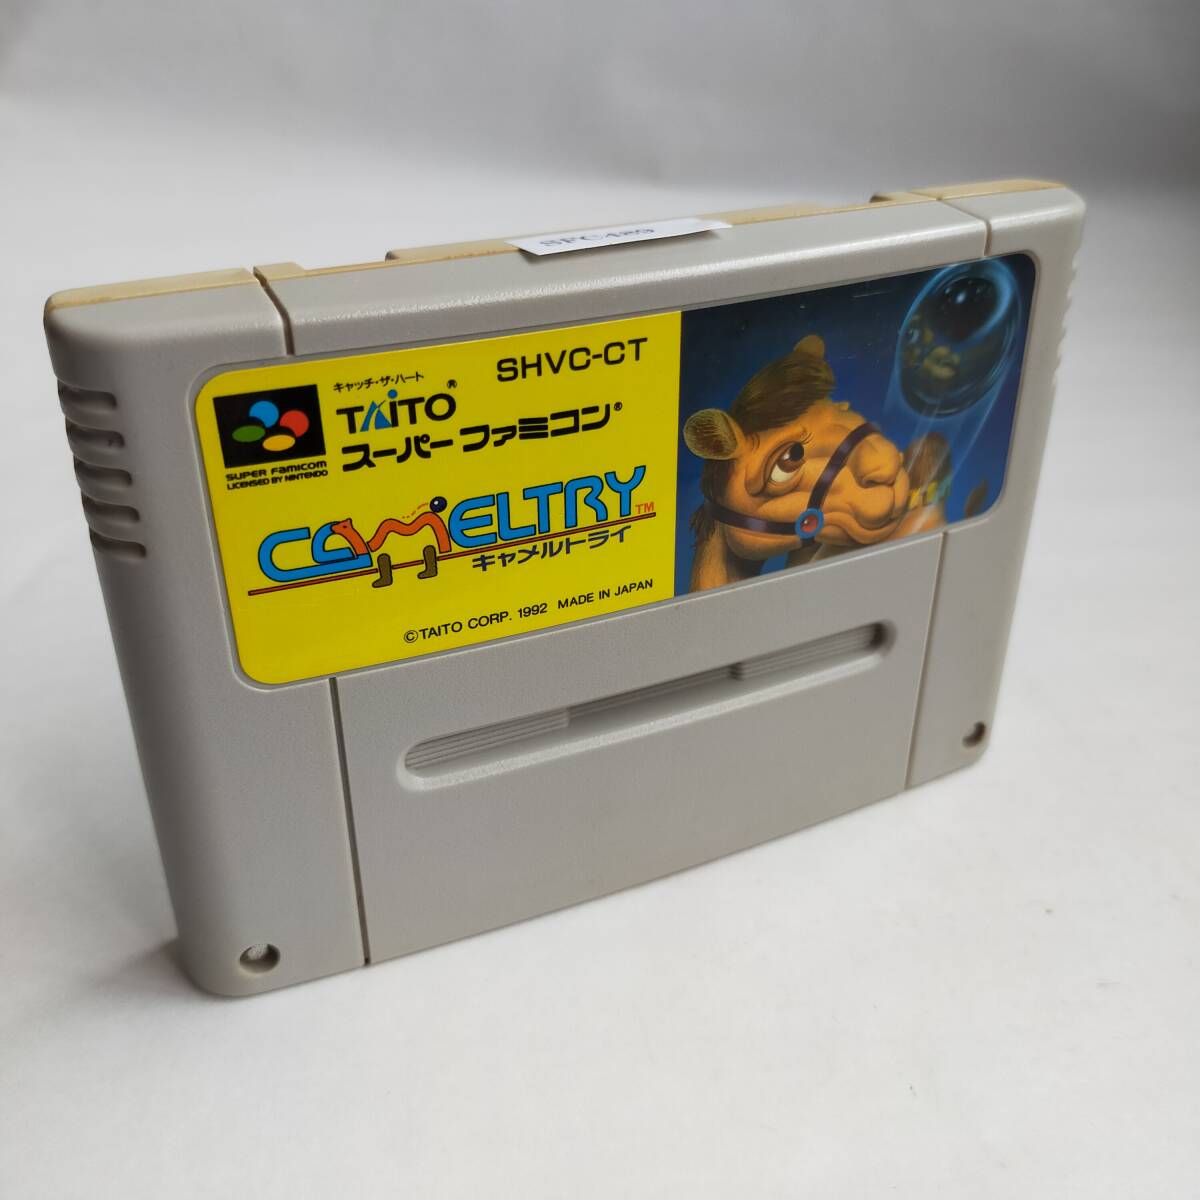 SFC489
SHVC-CT
キャッチ・ザ・ハート
TAITO®
スーパーファミコン®
SUPER FAMICOM
LICENSED BY NINTENDO
CAMELTRY™
キャメルトライ
©TAITO CORP. 1992 MADE IN JAPAN